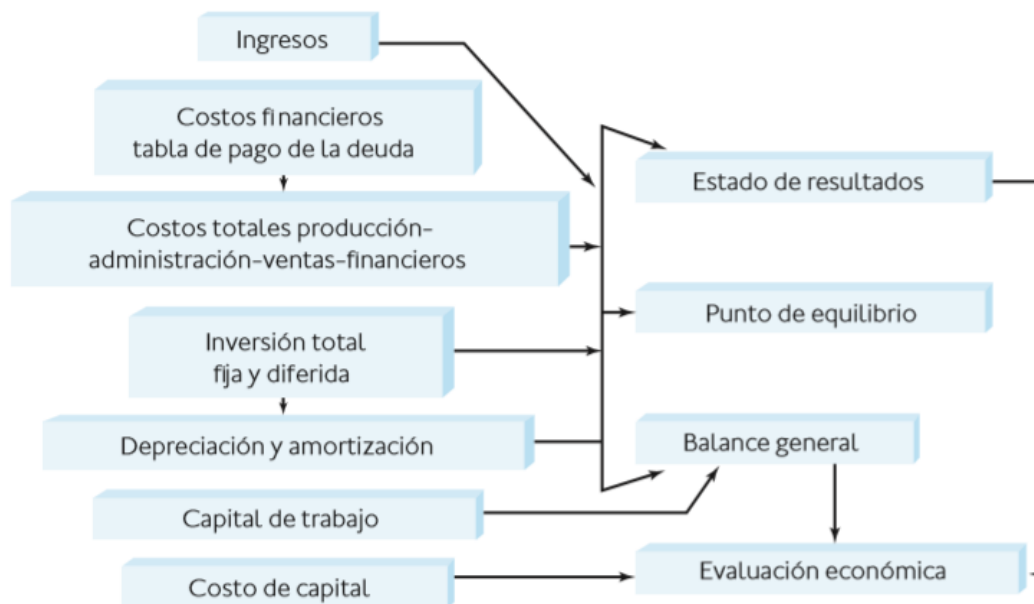 Ingresos
Costos financieros
tabla de pago de la deuda
Costos totales producción-
administración-ventas-financieros
Inversión total
fija y diferida
Depreciación y amortización
Capital de trabajo
Costo de capital
Estado de resultados
Punto de equilibrio
Balance general
Evaluación económica